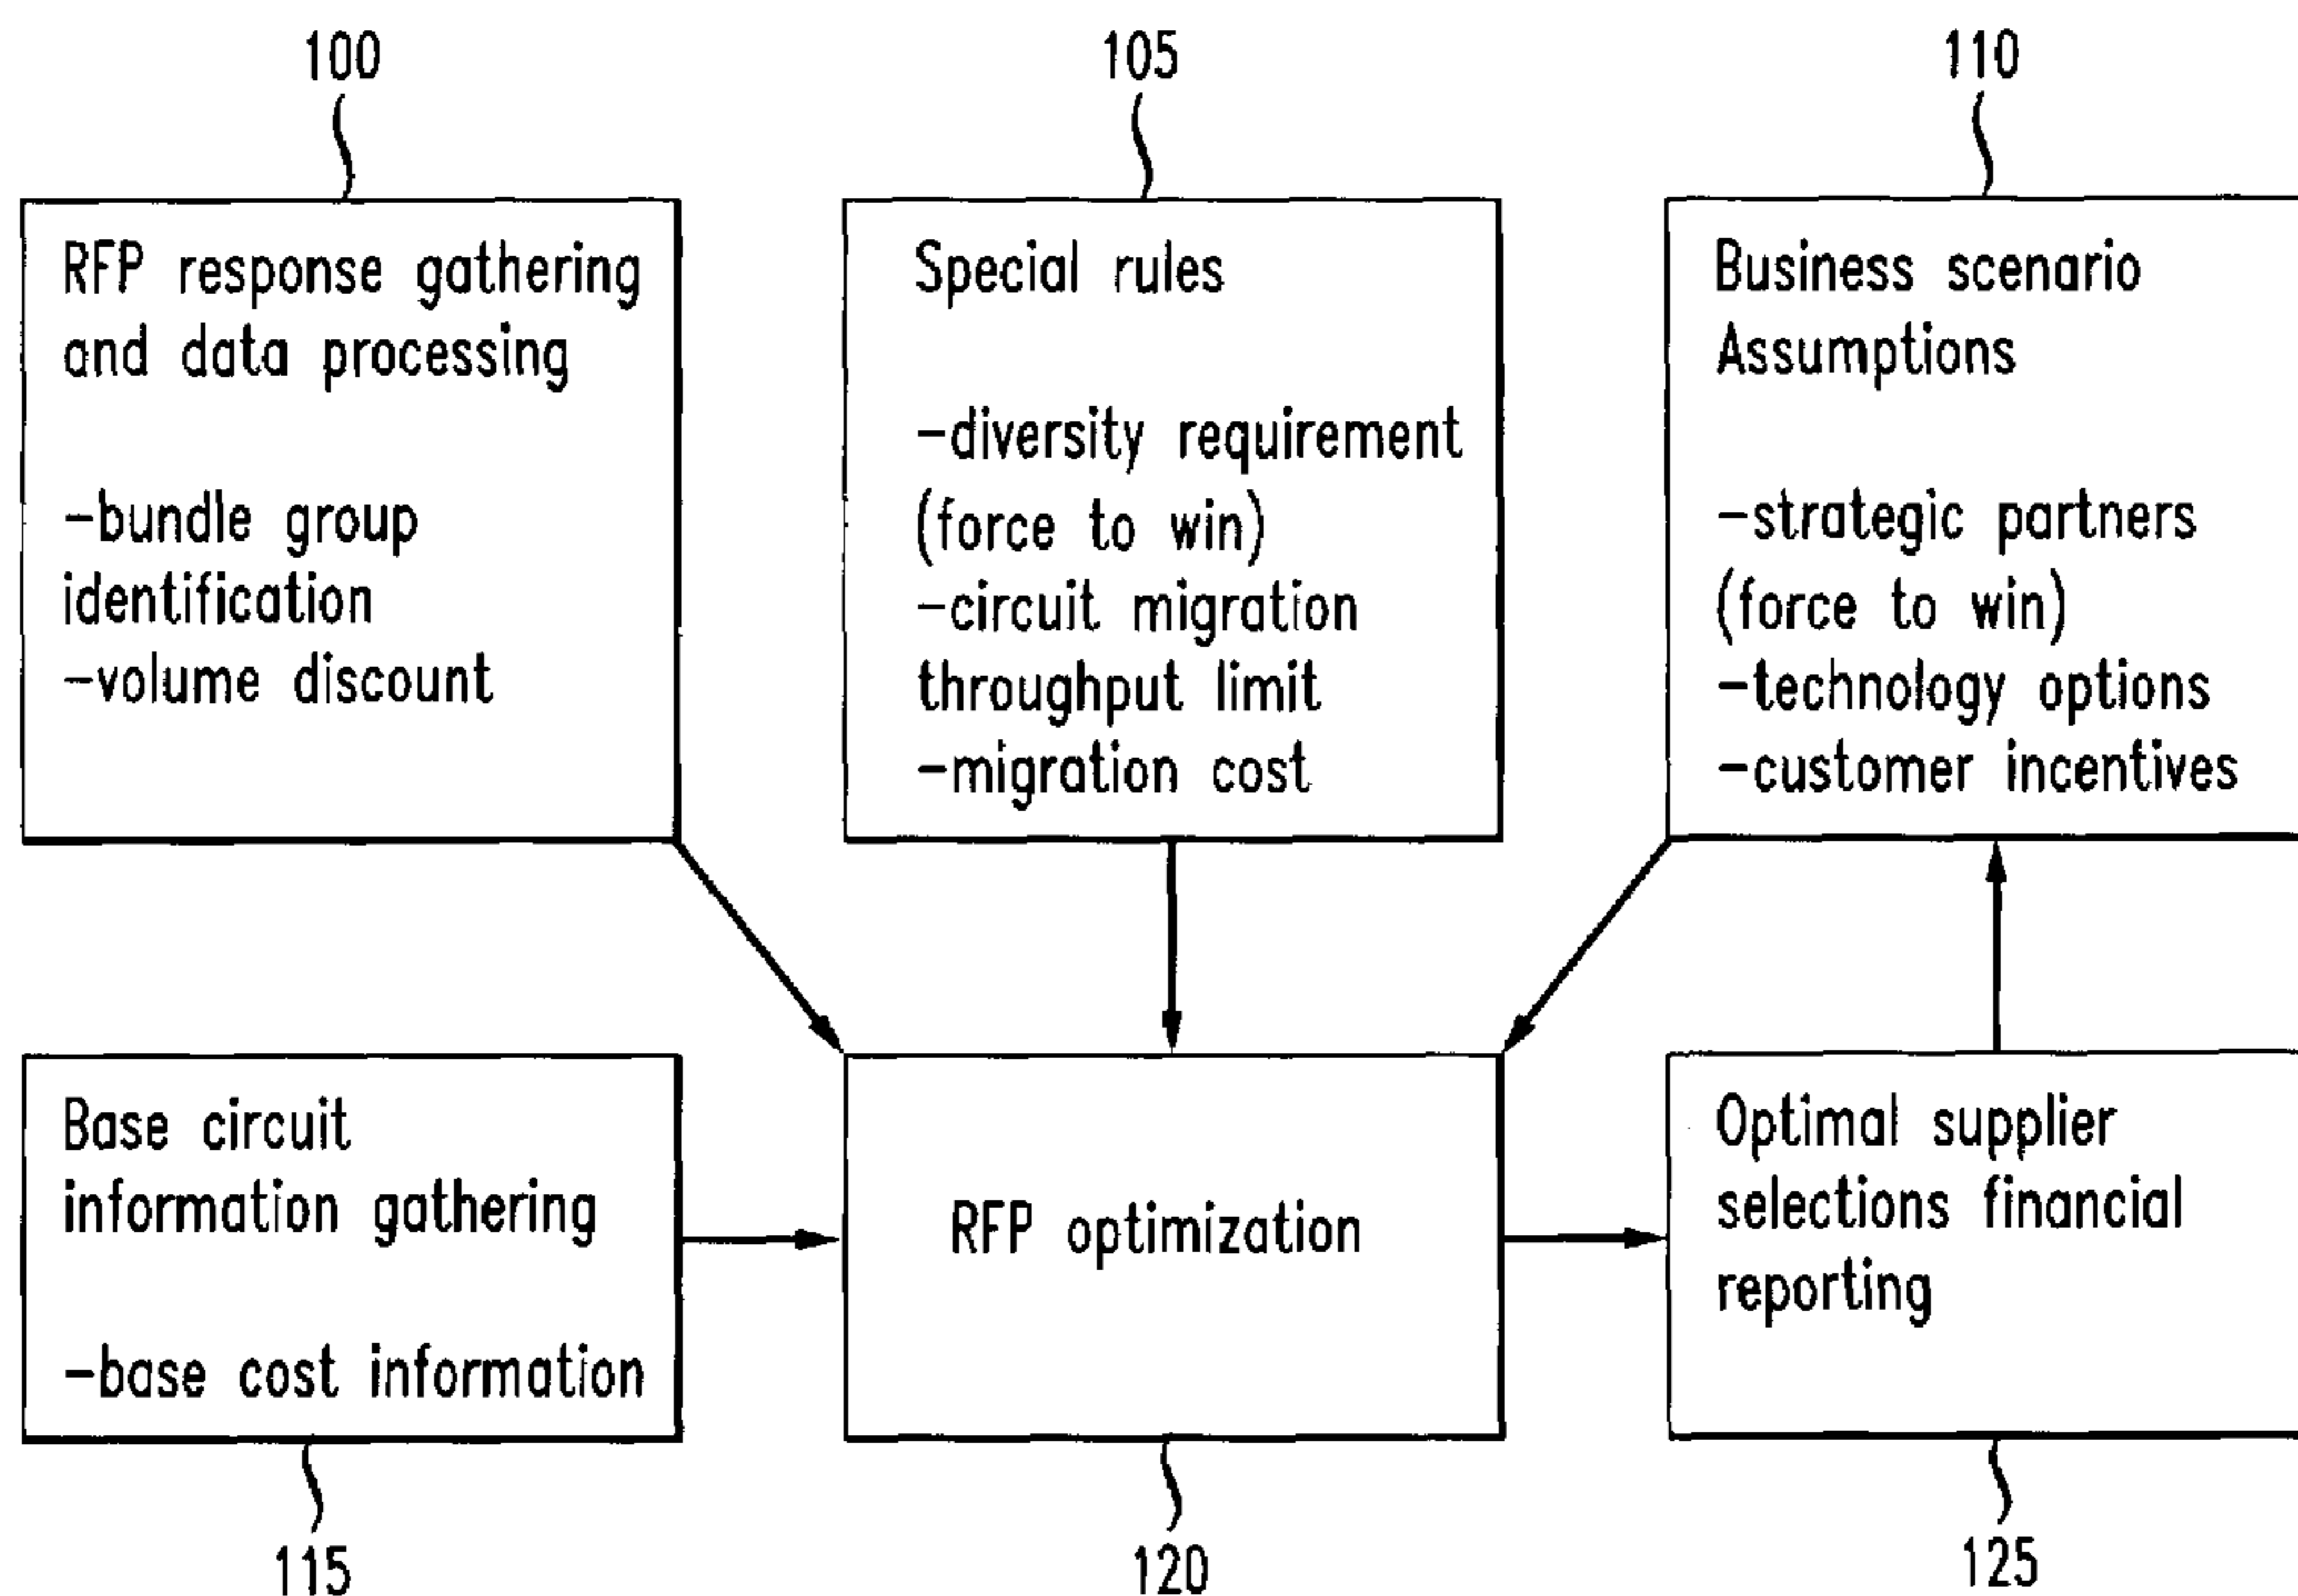 100
105
110
RFP response gathering
and data processing
-bundle group
identification
-volume discount
Special rules
-diversity requirement
(force to win)
-circuit migration
throughput limit
-migration cost
Business scenario
Assumptions
-strategic partners
(force to win)
-technology options
-customer incentives
Base circuit
information gathering
-base cost information
RFP optimization
Optimal supplier
selections financial
reporting
115
120
125